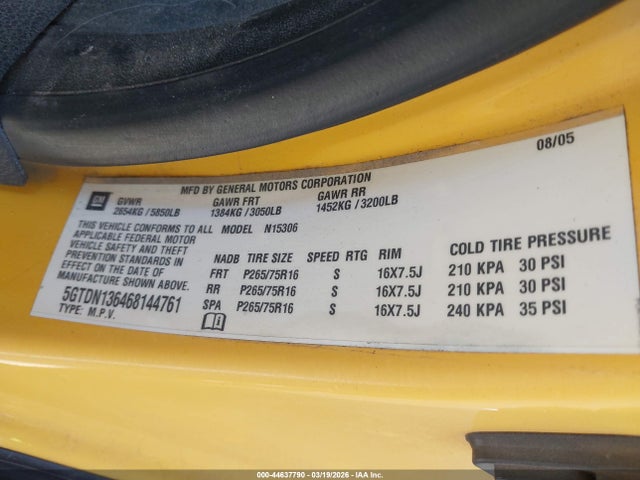 08/05
MFD BY GENERAL MOTORS CORPORATION
GM
GVWR GAWR FRT GAWR RR
2654KG / 5850LB 1384KG / 3050LB 1452KG / 3200LB
THIS VEHICLE CONFORMS TO ALL MODEL N15306
APPLICABLE FEDERAL MOTOR
VEHICLE SAFETY AND THEFT
PREVENTION STANDARDS IN
EFFECT ON THE DATE OF
MANUFACTURE SHOWN ABOVE.
5GTDN136468144761
TYPE: M.P.V.
NADB TIRE SIZE SPEED RTG RIM COLD TIRE PRESSURE
FRT P265/75R16 S 16X7.5J 210 KPA 30 PSI
RR P265/75R16 S 16X7.5J 210 KPA 30 PSI
SPA P265/75R16 S 16X7.5J 240 KPA 35 PSI
000-44637790 - 03/19/2026 - IAA Inc.